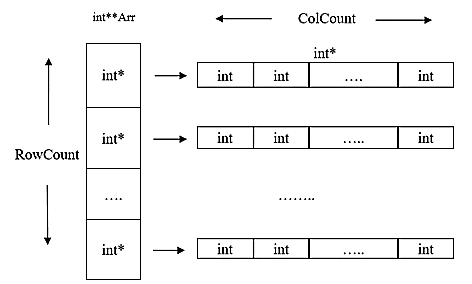 int**Arr
ColCount
int*
int*
int int …. int
RowCount
int*
int int ….. int
….
……..
int*
int int ….. int